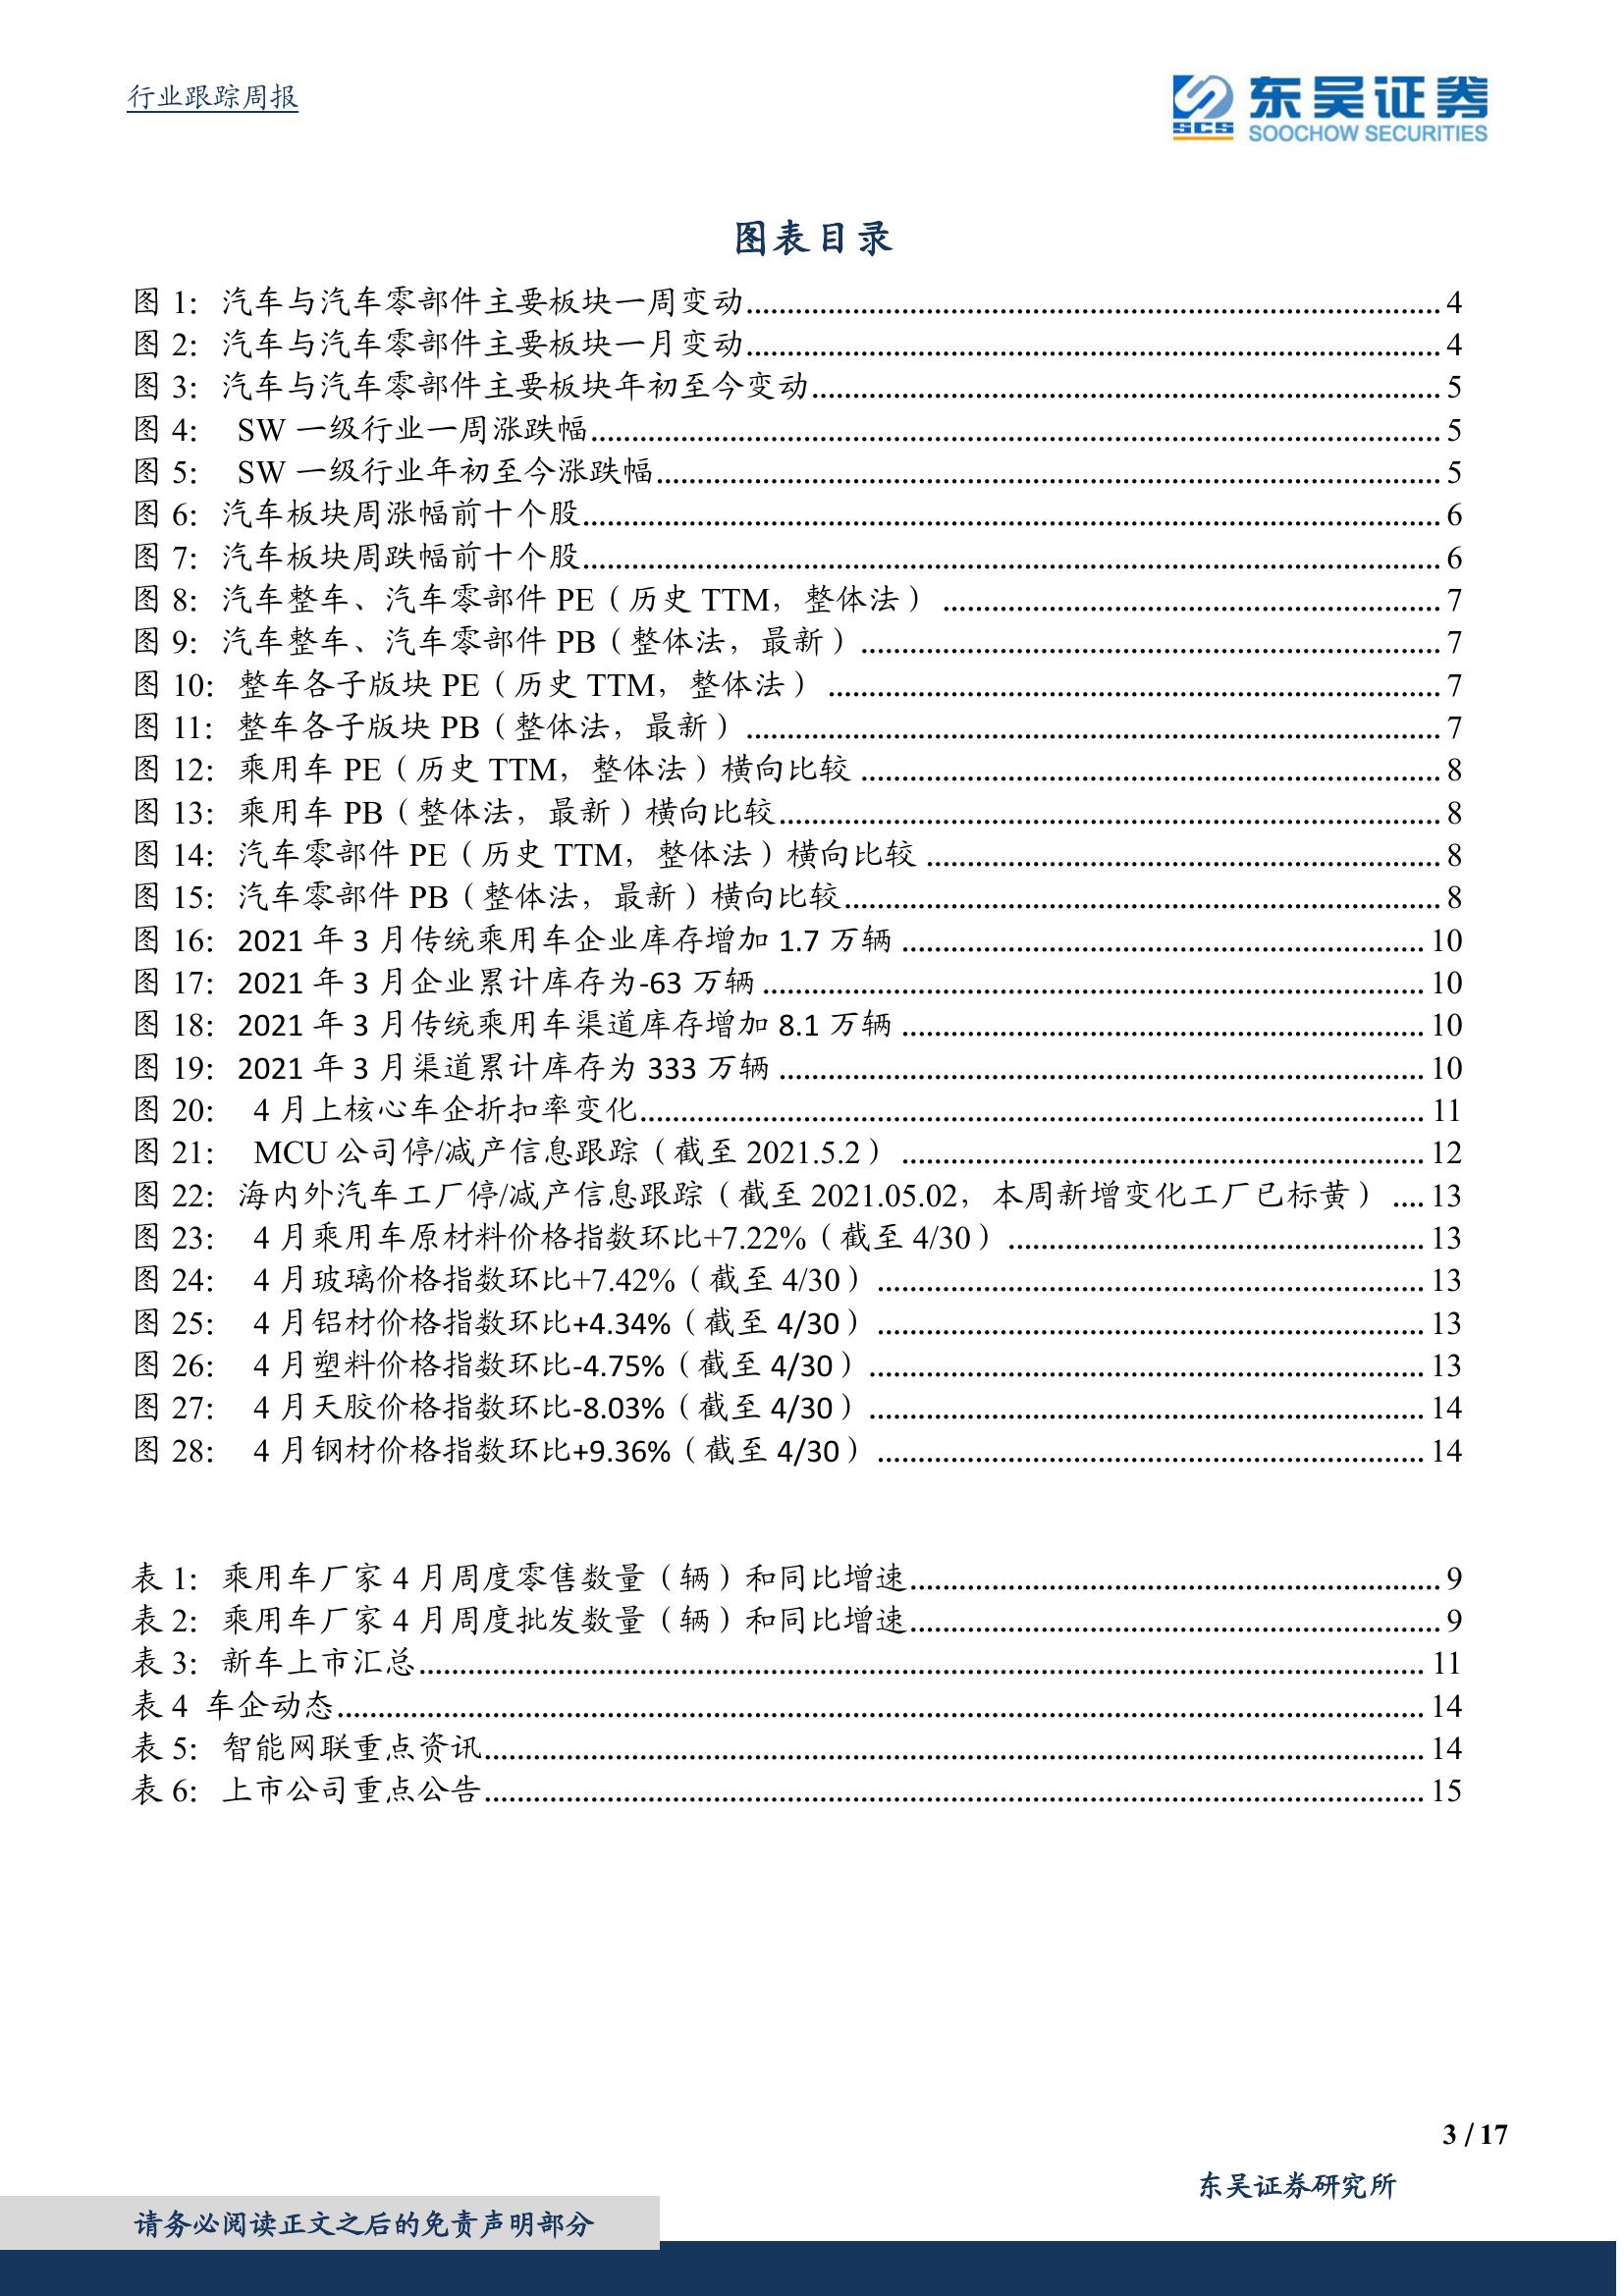 行业跟踪周报
东吴证券
SCS
SOOCHOW SECURITIES
图表目录
图 1：汽车与汽车零部件主要板块一周变动 4
图 2：汽车与汽车零部件主要板块一月变动 4
图 3：汽车与汽车零部件主要板块年初至今变动 5
图 4： SW 一级行业一周涨跌幅 5
图 5： SW 一级行业年初至今涨跌幅 5
图 6：汽车板块周涨幅前十个股 6
图 7：汽车板块周跌幅前十个股 6
图 8：汽车整车、汽车零部件 PE（历史 TTM，整体法） 7
图 9：汽车整车、汽车零部件 PB（整体法，最新） 7
图 10：整车各子版块 PE（历史 TTM，整体法） 7
图 11：整车各子版块 PB（整体法，最新） 7
图 12：乘用车 PE（历史 TTM，整体法）横向比较 8
图 13：乘用车 PB（整体法，最新）横向比较 8
图 14：汽车零部件 PE（历史 TTM，整体法）横向比较 8
图 15：汽车零部件 PB（整体法，最新）横向比较 8
图 16：2021 年 3 月传统乘用车企业库存增加 1.7 万辆 10
图 17：2021 年 3 月企业累计库存为-63 万辆 10
图 18：2021 年 3 月传统乘用车渠道库存增加 8.1 万辆 10
图 19：2021 年 3 月渠道累计库存为 333 万辆 10
图 20： 4 月上核心车企折扣率变化 11
图 21： MCU 公司停/减产信息跟踪（截至 2021.5.2） 12
图 22：海内外汽车工厂停/减产信息跟踪（截至 2021.05.02，本周新增变化工厂已标黄） 13
图 23： 4 月乘用车原材料价格指数环比+7.22%（截至 4/30） 13
图 24： 4 月玻璃价格指数环比+7.42%（截至 4/30） 13
图 25： 4 月铝材价格指数环比+4.34%（截至 4/30） 13
图 26： 4 月塑料价格指数环比-4.75%（截至 4/30） 13
图 27： 4 月天胶价格指数环比-8.03%（截至 4/30） 14
图 28： 4 月钢材价格指数环比+9.36%（截至 4/30） 14
表 1：乘用车厂家 4 月周度零售数量（辆）和同比增速 9
表 2：乘用车厂家 4 月周度批发数量（辆）和同比增速 9
表 3：新车上市汇总 11
表 4 车企动态 14
表 5：智能网联重点资讯 14
表 6：上市公司重点公告 15
3 / 17
东吴证券研究所
请务必阅读正文之后的免责声明部分